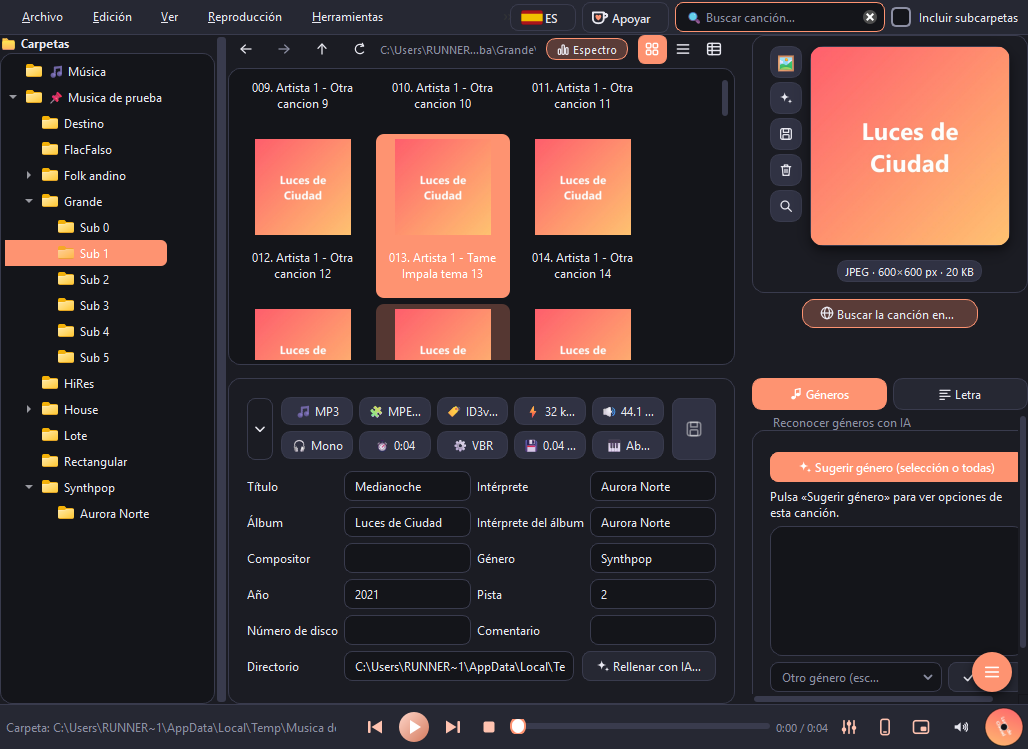 Archivo Edición Ver Reproducción Herramientas ES Apoyar Buscar canción... Incluir subcarpetas
Carpetas
Música
Musica de prueba
Destino
FlacFalso
Folk andino
Grande
Sub 0
Sub 1
Sub 2
Sub 3
Sub 4
Sub 5
HiRes
House
Lote
Rectangular
Synthpop
Aurora Norte
C:\Users\RUNNER...ba\Grande\ Espectro
009. Artista 1 - Otra
cancion 9
010. Artista 1 - Otra
cancion 10
011. Artista 1 - Otra
cancion 11
Luces de
Ciudad
012. Artista 1 - Otra
cancion 12
Luces de
Ciudad
013. Artista 1 - Tame
Impala tema 13
Luces de
Ciudad
014. Artista 1 - Otra
cancion 14
Luces de
Luces de
Luces de
MP3 MPE... ID3v... 32 k... 44.1 ...
Mono 0:04 VBR 0.04 ... Ab...
Título Medianoche Intérprete Aurora Norte
Álbum Luces de Ciudad Intérprete del álbum Aurora Norte
Compositor Género Synthpop
Año 2021 Pista 2
Número de disco Comentario
Directorio C:\Users\RUNNER~1\AppData\Local\Te Rellenar con IA...
Luces de
Ciudad
JPEG · 600×600 px · 20 KB
Buscar la canción en...
Géneros Letra
Reconocer géneros con IA
Sugerir género (selección o todas)
Pulsa «Sugerir género» para ver opciones de
esta canción.
Otro género (esc...
Carpeta: C:\Users\RUNNER~1\AppData\Local\Temp\Musica de 0:00 / 0:04